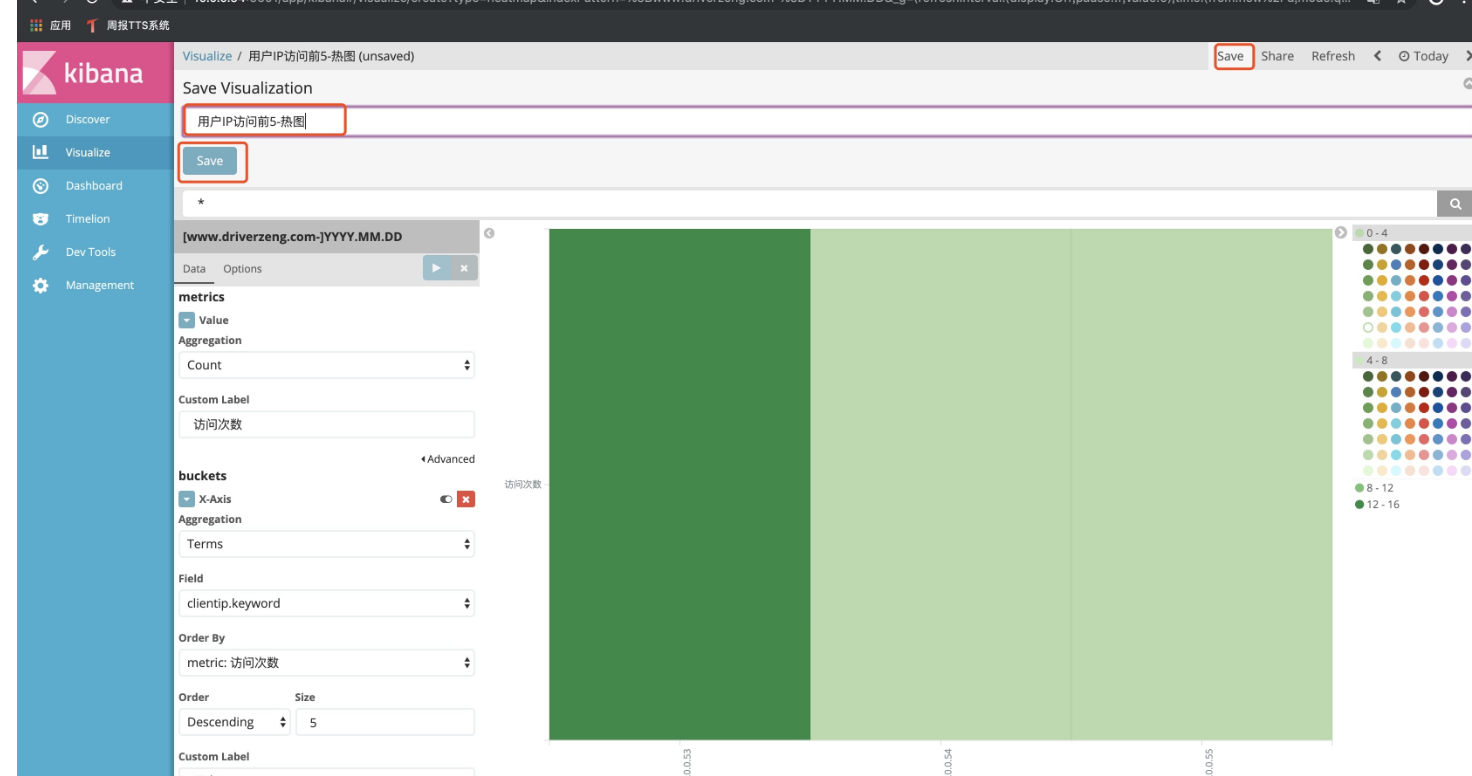 应用 周报TTS系统
kibana
Discover
Visualize
Dashboard
Timelion
Dev Tools
Management
Visualize / 用户IP访问前5-热图 (unsaved)
Save Share Refresh Today
Save Visualization
用户IP访问前5-热图
Save
*
[www.driverzeng.com-]YYYY.MM.DD
Data Options
metrics
Value
Aggregation
Count
Custom Label
访问次数
Advanced
buckets
X-Axis
Aggregation
Terms
Field
clientip.keyword
Order By
metric: 访问次数
Order Size
Descending 5
Custom Label
访问次数
0 - 4
4 - 8
8 - 12
12 - 16
.0.0.53
.0.0.54
.0.0.55